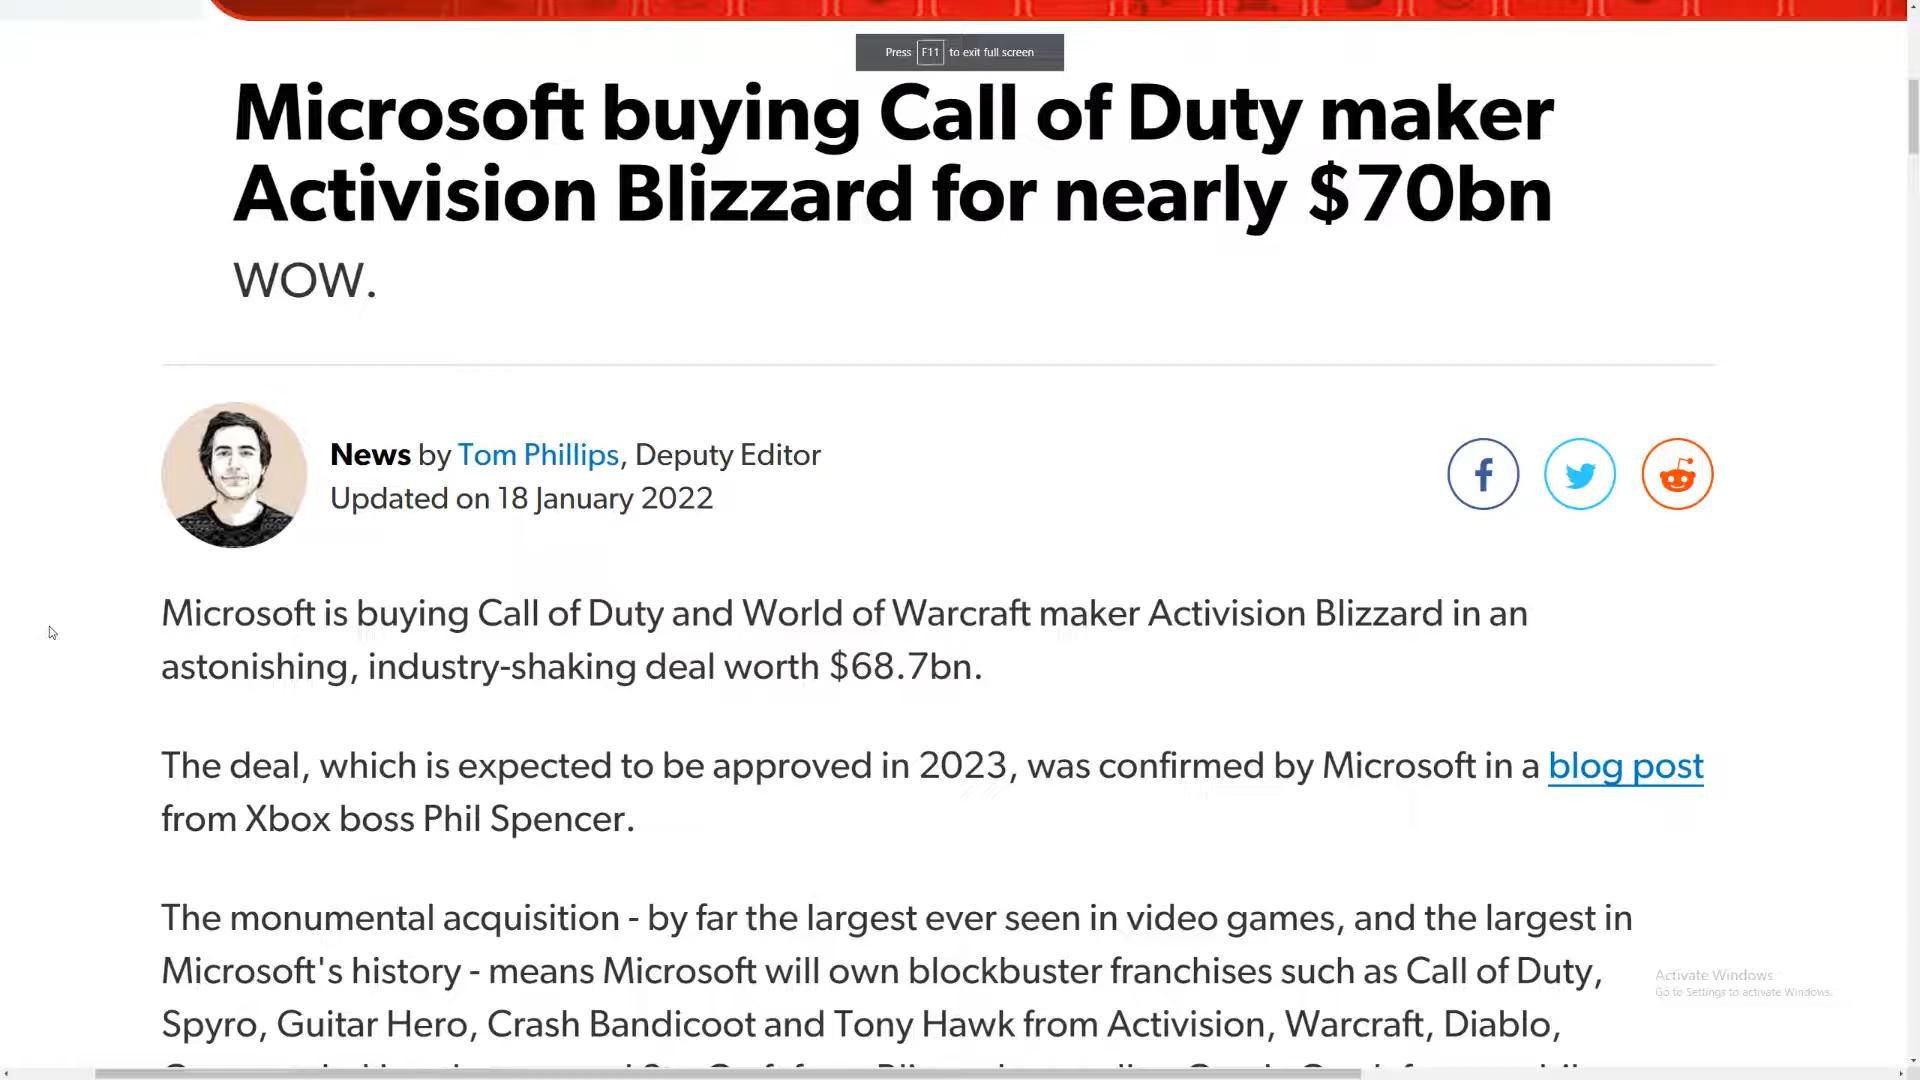 Press F11 to exit full screen
Microsoft buying Call of Duty maker
Activision Blizzard for nearly $70bn
WOW.
News by Tom Phillips, Deputy Editor
Updated on 18 January 2022
Microsoft is buying Call of Duty and World of Warcraft maker Activision Blizzard in an
astonishing, industry-shaking deal worth $68.7bn.
The deal, which is expected to be approved in 2023, was confirmed by Microsoft in a blog post
from Xbox boss Phil Spencer.
The monumental acquisition - by far the largest ever seen in video games, and the largest in
Microsoft's history - means Microsoft will own blockbuster franchises such as Call of Duty,
Spyro, Guitar Hero, Crash Bandicoot and Tony Hawk from Activision, Warcraft, Diablo,
Activate Windows
Go to Settings to activate Windows.